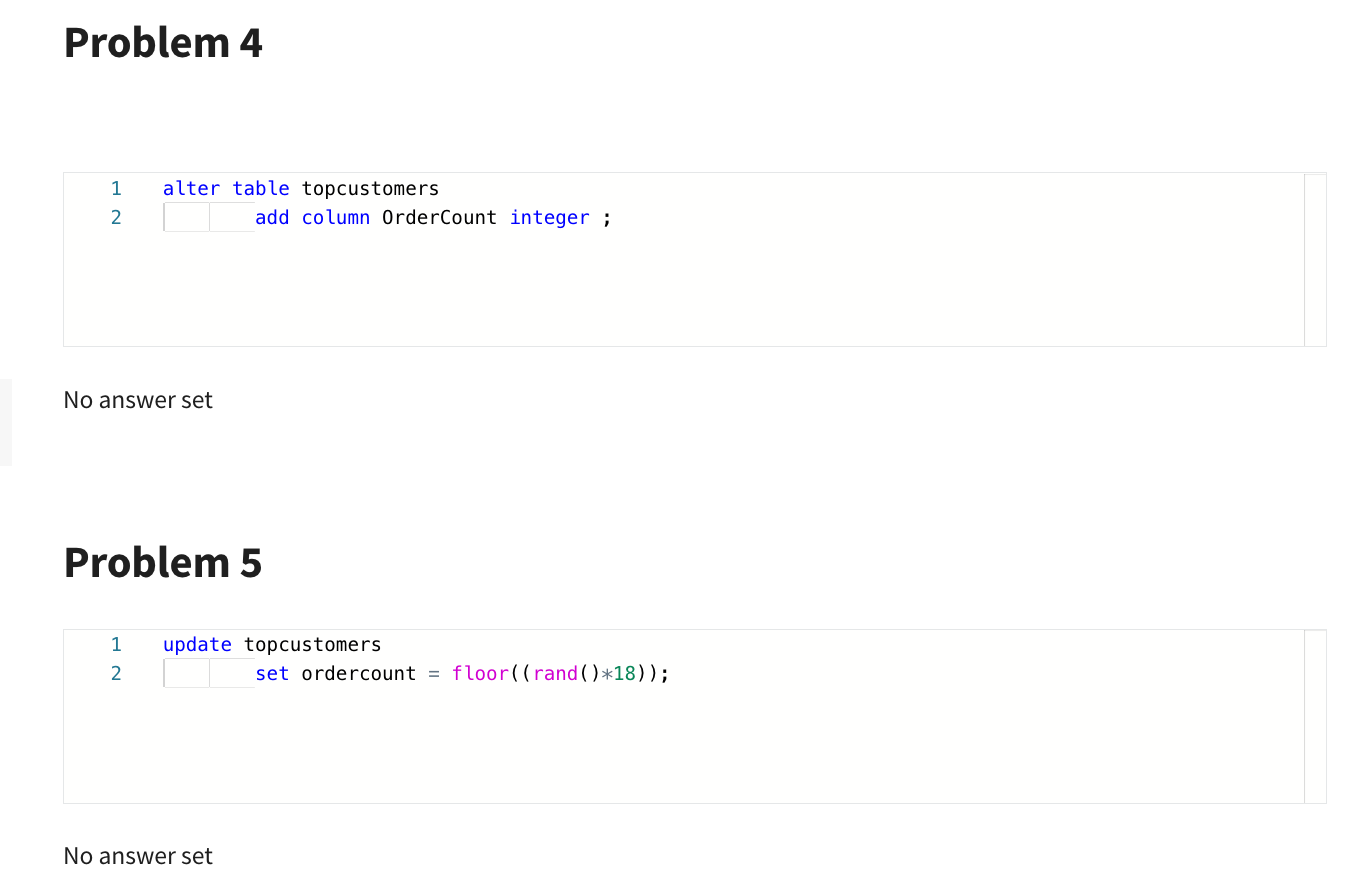 Problem 4
1 alter table topcustomers
2 add column OrderCount integer ;
No answer set
Problem 5
1 update topcustomers
2 set ordercount = floor((rand()*18));
No answer set